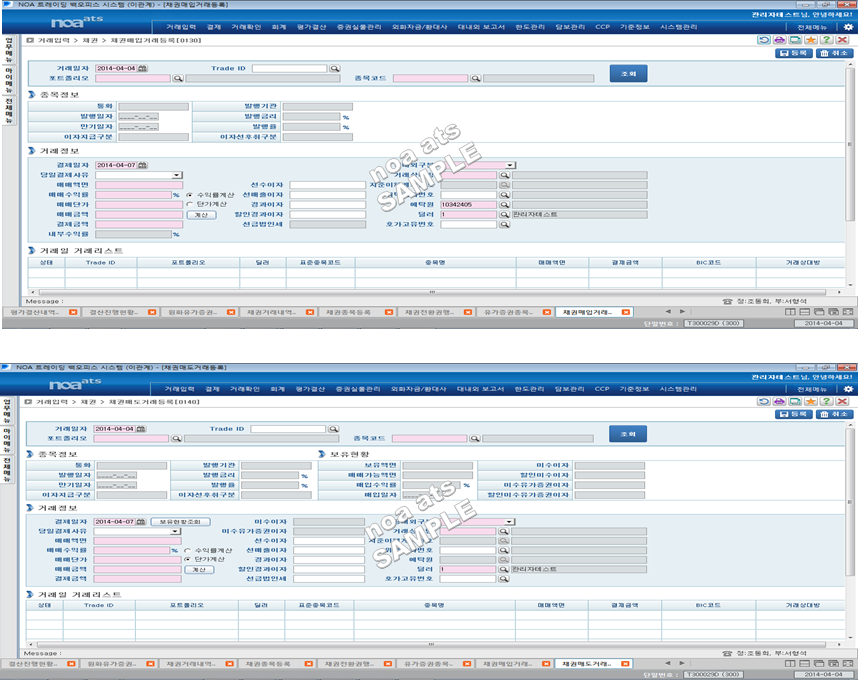 NOA 트레이딩 백오피스 시스템 (이관계) - [채권매입거래등록]
noaats
관리자테스트님, 안녕하세요!
거래입력 결제 거래확인 회계 평가결산 증권실물관리 외화자금/환대사 대내외 보고서 한도관리 담보관리 CCP 기준정보 시스템관리 전체메뉴
업무메뉴
마이메뉴
전체메뉴
거래입력 > 채권 > 채권매입거래등록[0130]
등록 취소
거래일자 2014-04-04 Trade ID
포트폴리오 종목코드
조회
종목정보
통화 발행기관
발행일자 발행금리 %
만기일자 발행율 %
이자지급구분 이자선후취구분
거래정보
결제일자 2014-04-07
당일결제사유
매매액면 선수이자
매매수익률 % 수익률계산 선매출이자
매매단가 단가계산 경과이자 예탁원 10342405
매매금액 계산 할인경과이자 딜러 1 관리자테스트
결제금액 선급법인세 호가고유번호
내부수익률 %
noa ats
SAMPLE
거래일 거래리스트
상태 Trade ID 포트폴리오 딜러 표준종목코드 종목명 매매액면 결제금액 BIC코드 거래상대방
Message :
정:조동희, 부:서형석
평가결산내역.. 결산진행현황.. 원화유가증권.. 채권거래내역.. 채권종목등록 채권전환권행.. 유가증권종목.. 채권매입거래..
단말번호: T300029D (300) 2014-04-04
NOA 트레이딩 백오피스 시스템 (이관계) - [채권매도거래등록]
noaats
관리자테스트님, 안녕하세요!
거래입력 결제 거래확인 회계 평가결산 증권실물관리 외화자금/환대사 대내외 보고서 한도관리 담보관리 CCP 기준정보 시스템관리 전체메뉴
업무메뉴
마이메뉴
전체메뉴
거래입력 > 채권 > 채권매도거래등록[0140]
등록 취소
거래일자 2014-04-04 Trade ID
포트폴리오 종목코드
조회
종목정보 보유현황
통화 발행기관 보유액면 미수이자
발행일자 발행금리 % 매매가능액면 할인미수이자
만기일자 발행율 % 매입수익률 % 미수유가증권이자
이자지급구분 이자선후취구분 매입일자 할인미수유가증권이자
거래정보
결제일자 2014-04-07 보유현황조회 미수이자
당일결제사유 미수유가증권이자
매매액면 선수이자
매매수익률 % 수익률계산 선매출이자
매매단가 단가계산 경과이자 예탁원
매매금액 계산 할인경과이자 딜러 1 관리자테스트
결제금액 선급법인세 호가고유번호
noa ats
SAMPLE
거래일 거래리스트
상태 Trade ID 포트폴리오 딜러 표준종목코드 종목명 매매액면 결제금액 BIC코드 거래상대방
Message :
정:조동희, 부:서형석
결산진행현황.. 원화유가증권.. 채권거래내역.. 채권종목등록 채권전환권행.. 유가증권종목.. 채권매입거래.. 채권매도거래..
단말번호: T300029D (300) 2014-04-04